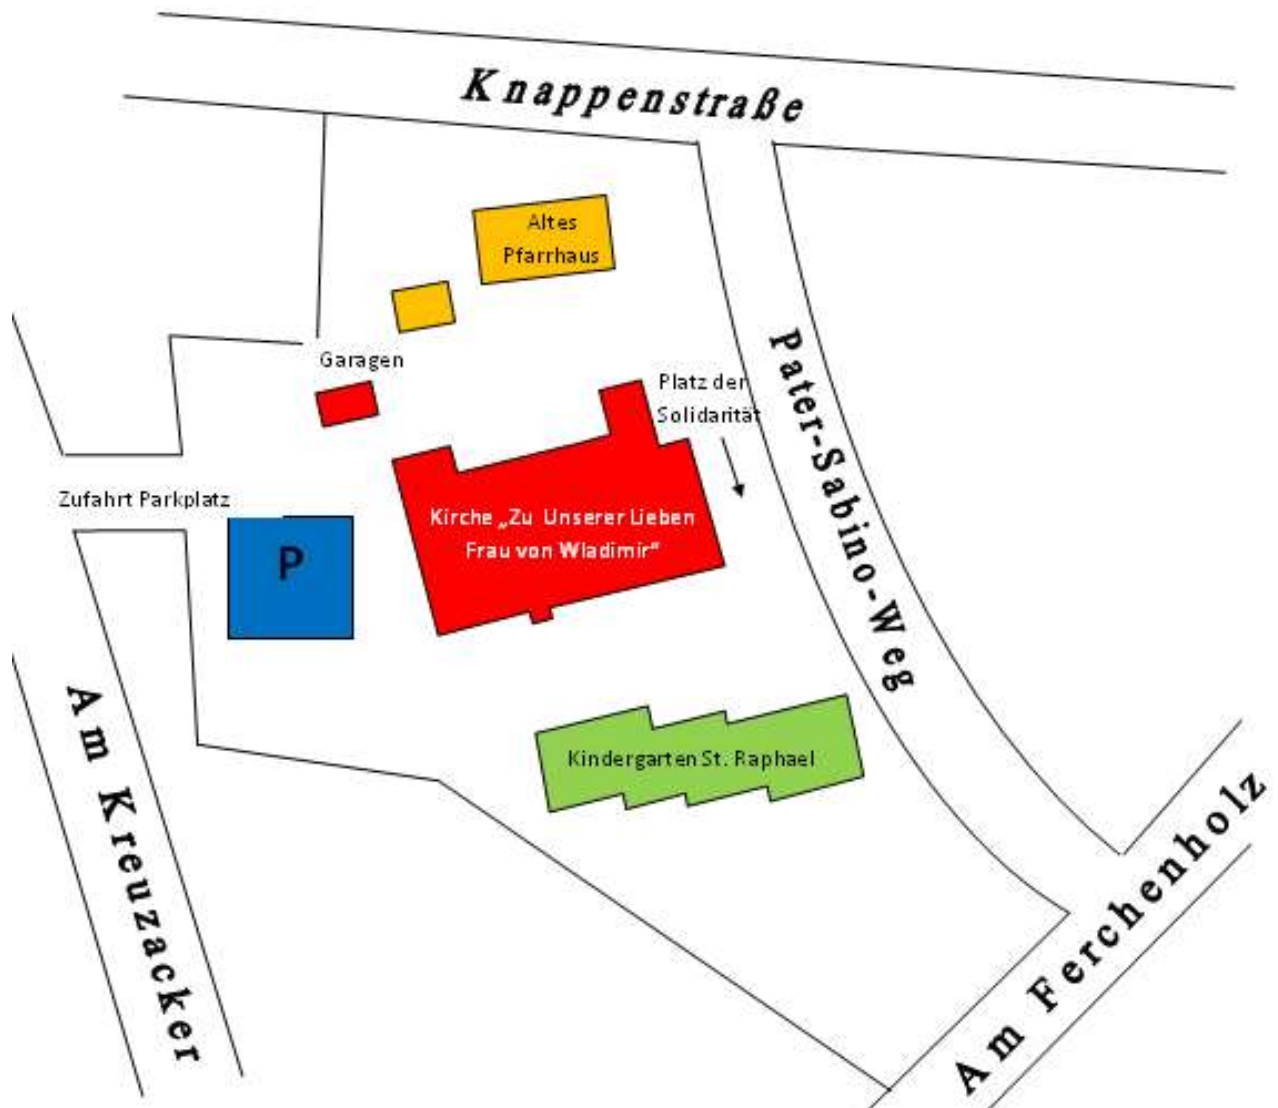 Knappenstraße
Altes
Pfarrhaus
Garagen
Platz der
Solidarität
Pater-Sabino-Weg
Zufahrt Parkplatz
Kirche „Zu Unserer Lieben
Frau von Wladimir“
P
Am Kreuzacker
Kindergarten St. Raphael
Am Ferchenholz